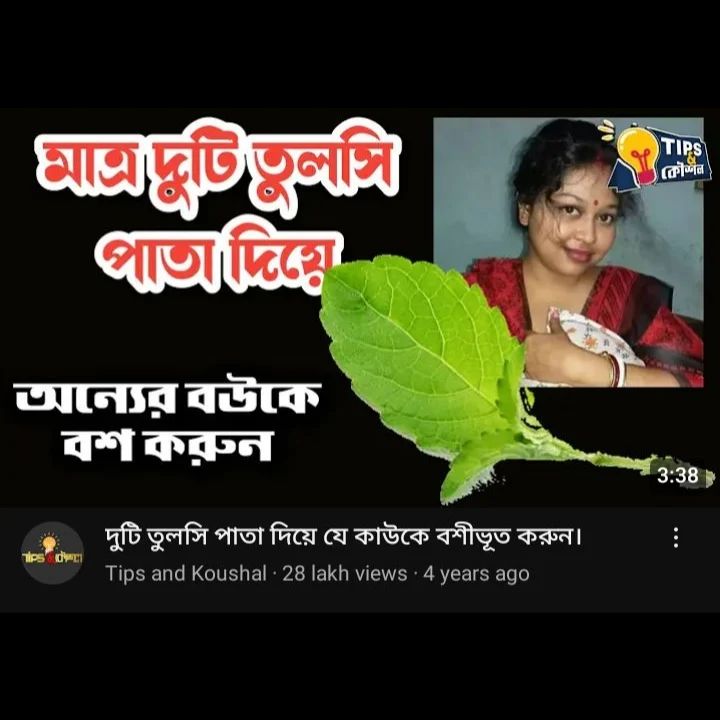 মাত্র দুটি তুলসি
পাতা দিয়ে
TIPS
&
কৌশল
অন্যের বউকে
বশ করুন
3:38
দুটি তুলসি পাতা দিয়ে যে কাউকে বশীভূত করুন।
Tips and Koushal · 28 lakh views · 4 years ago